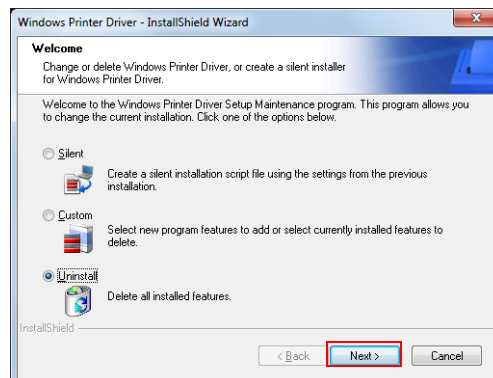 Windows Printer Driver - InstallShield Wizard
Welcome
Change or delete Windows Printer Driver, or create a silent installer
for Windows Printer Driver.
Welcome to the Windows Printer Driver Setup Maintenance program. This program allows you
to change the current installation. Click one of the options below.
Silent
Create a silent installation script file using the settings from the previous
installation.
Custom
Select new program features to add or select currently installed features to
delete.
Uninstall
Delete all installed features.
InstallShield
< Back
Next >
Cancel